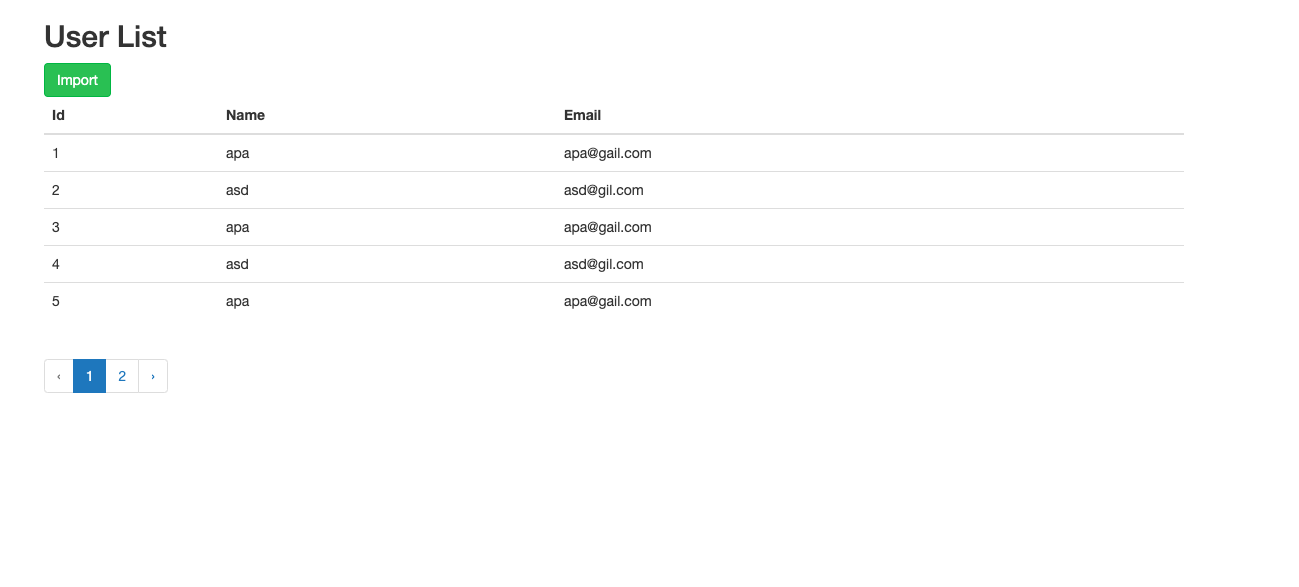 User List
Import
Id Name Email
1 apa apa@gail.com
2 asd asd@gil.com
3 apa apa@gail.com
4 asd asd@gil.com
5 apa apa@gail.com
‹ 1 2 ›